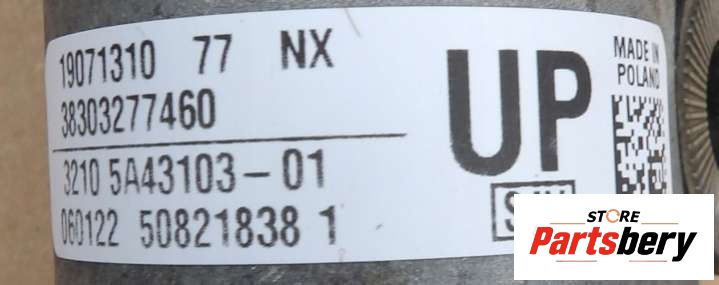 19071310 77 NX
38303277460
3210 5A43103-01
060122 50821838 1
UP
MADE IN
POLAND
STORE
Partsbery